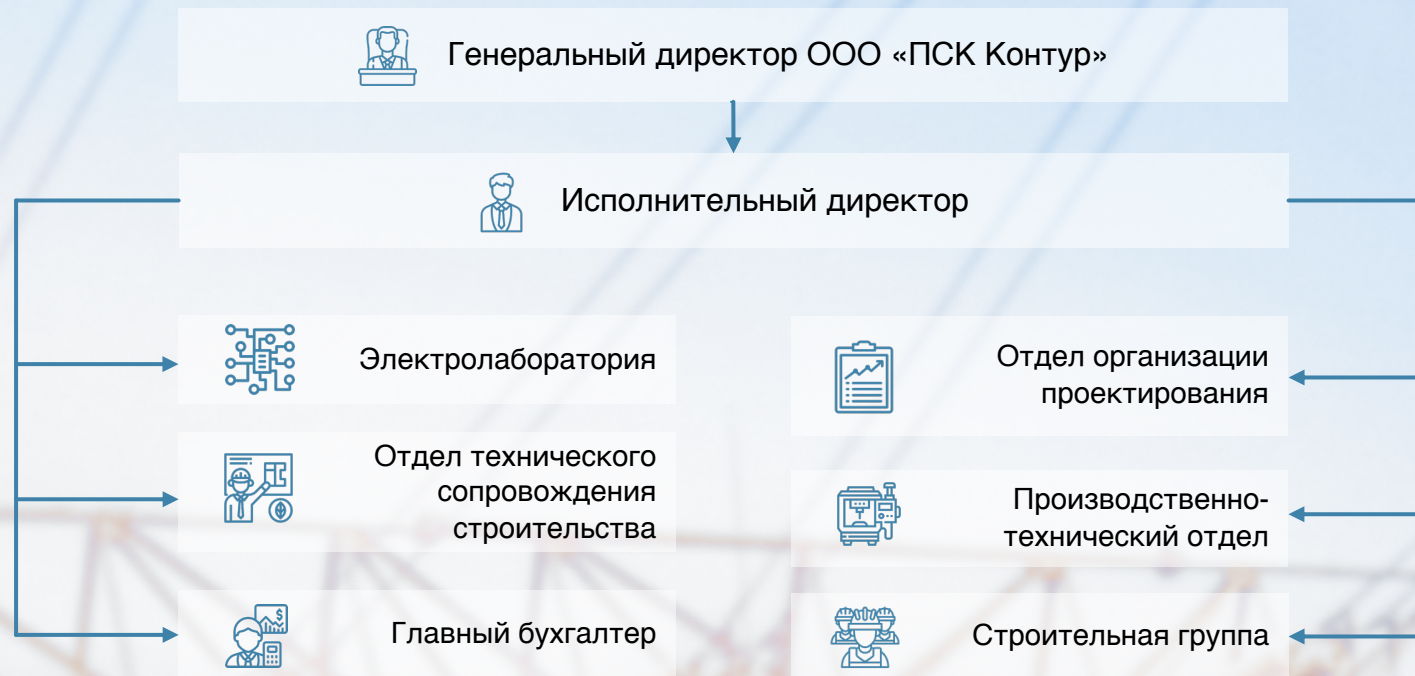 Генеральный директор ООО «ПСК Контур»
Исполнительный директор
Электролаборатория
Отдел технического
сопровождения
строительства
Главный бухгалтер
Отдел организации
проектирования
Производственно-
технический отдел
Строительная группа